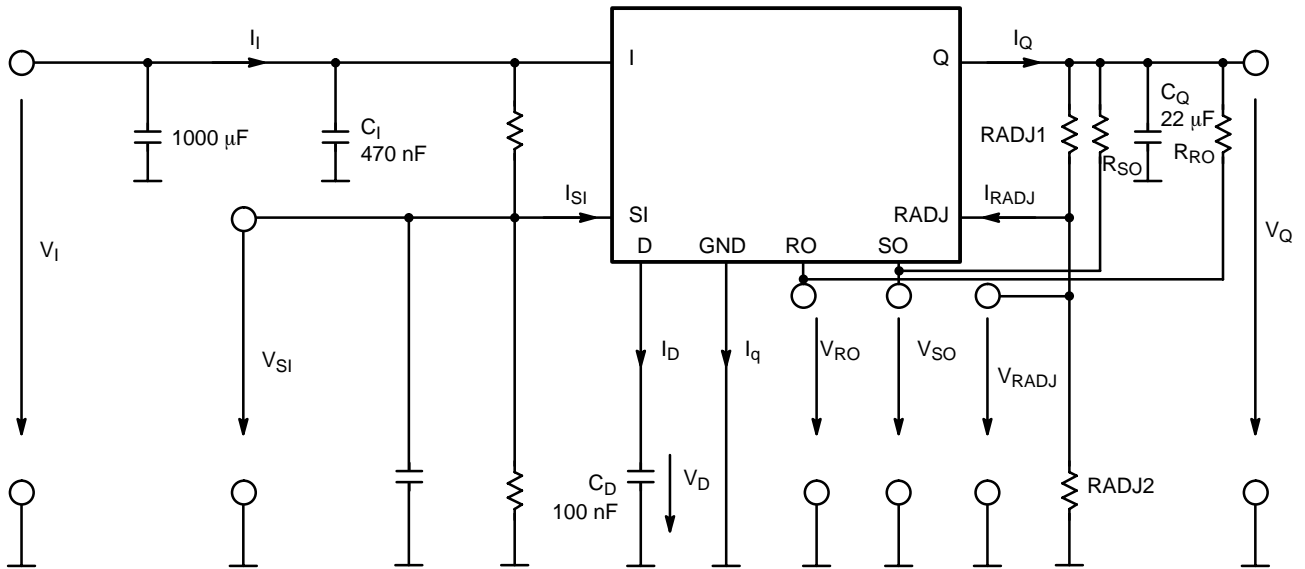 I_I
I
Q
I_Q
1000 μF
C_I
470 nF
RADJ1
R_SO
C_Q
22 μF
R_RO
I_SI
SI
RADJ
I_RADJ
D
GND
RO
SO
V_I
V_SI
I_D
I_q
V_RO
V_SO
V_RADJ
V_Q
C_D
100 nF
V_D
RADJ2